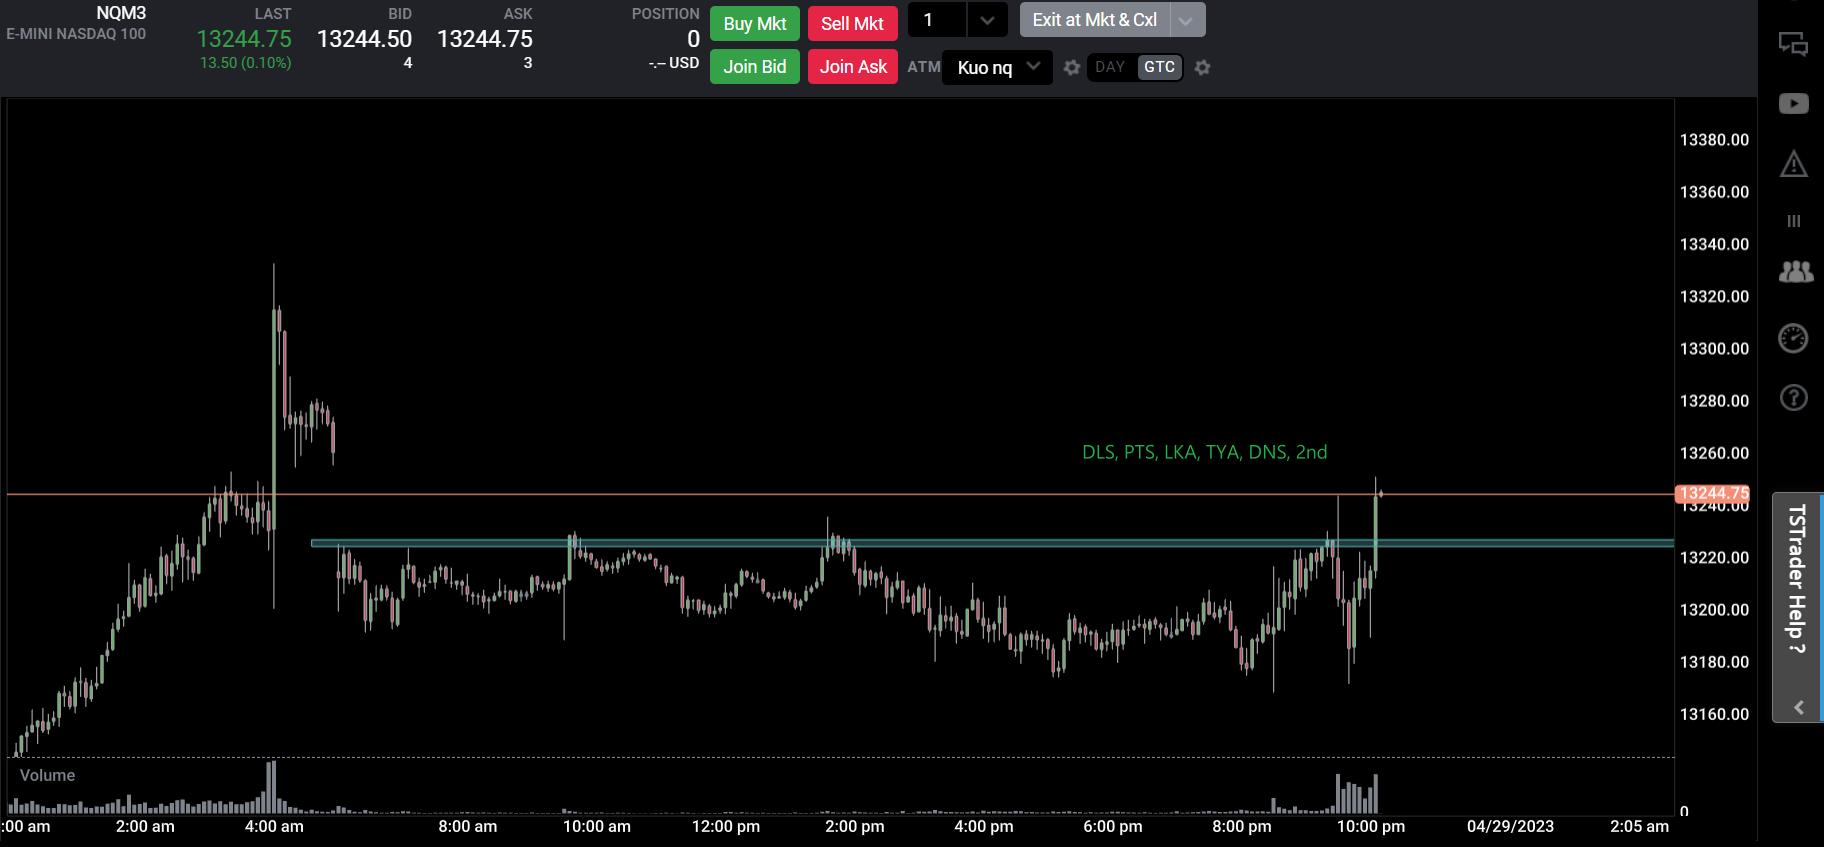 NQM3
E-MINI NASDAQ 100
LAST
13244.75
13.50 (0.10%)
BID
13244.50
4
ASK
13244.75
3
POSITION
0
-.-- USD
Buy Mkt
Sell Mkt
1
Exit at Mkt & Cxl
Join Bid
Join Ask
ATM
Kuo nq
DAY
GTC
13380.00
13360.00
13340.00
13320.00
13300.00
13280.00
13260.00
DLS, PTS, LKA, TYA, DNS, 2nd
13244.75
13240.00
13220.00
13200.00
13180.00
13160.00
TSTrader Help ?
Volume
0
:00 am
2:00 am
4:00 am
8:00 am
10:00 am
12:00 pm
2:00 pm
4:00 pm
6:00 pm
8:00 pm
10:00 pm
04/29/2023
2:05 am